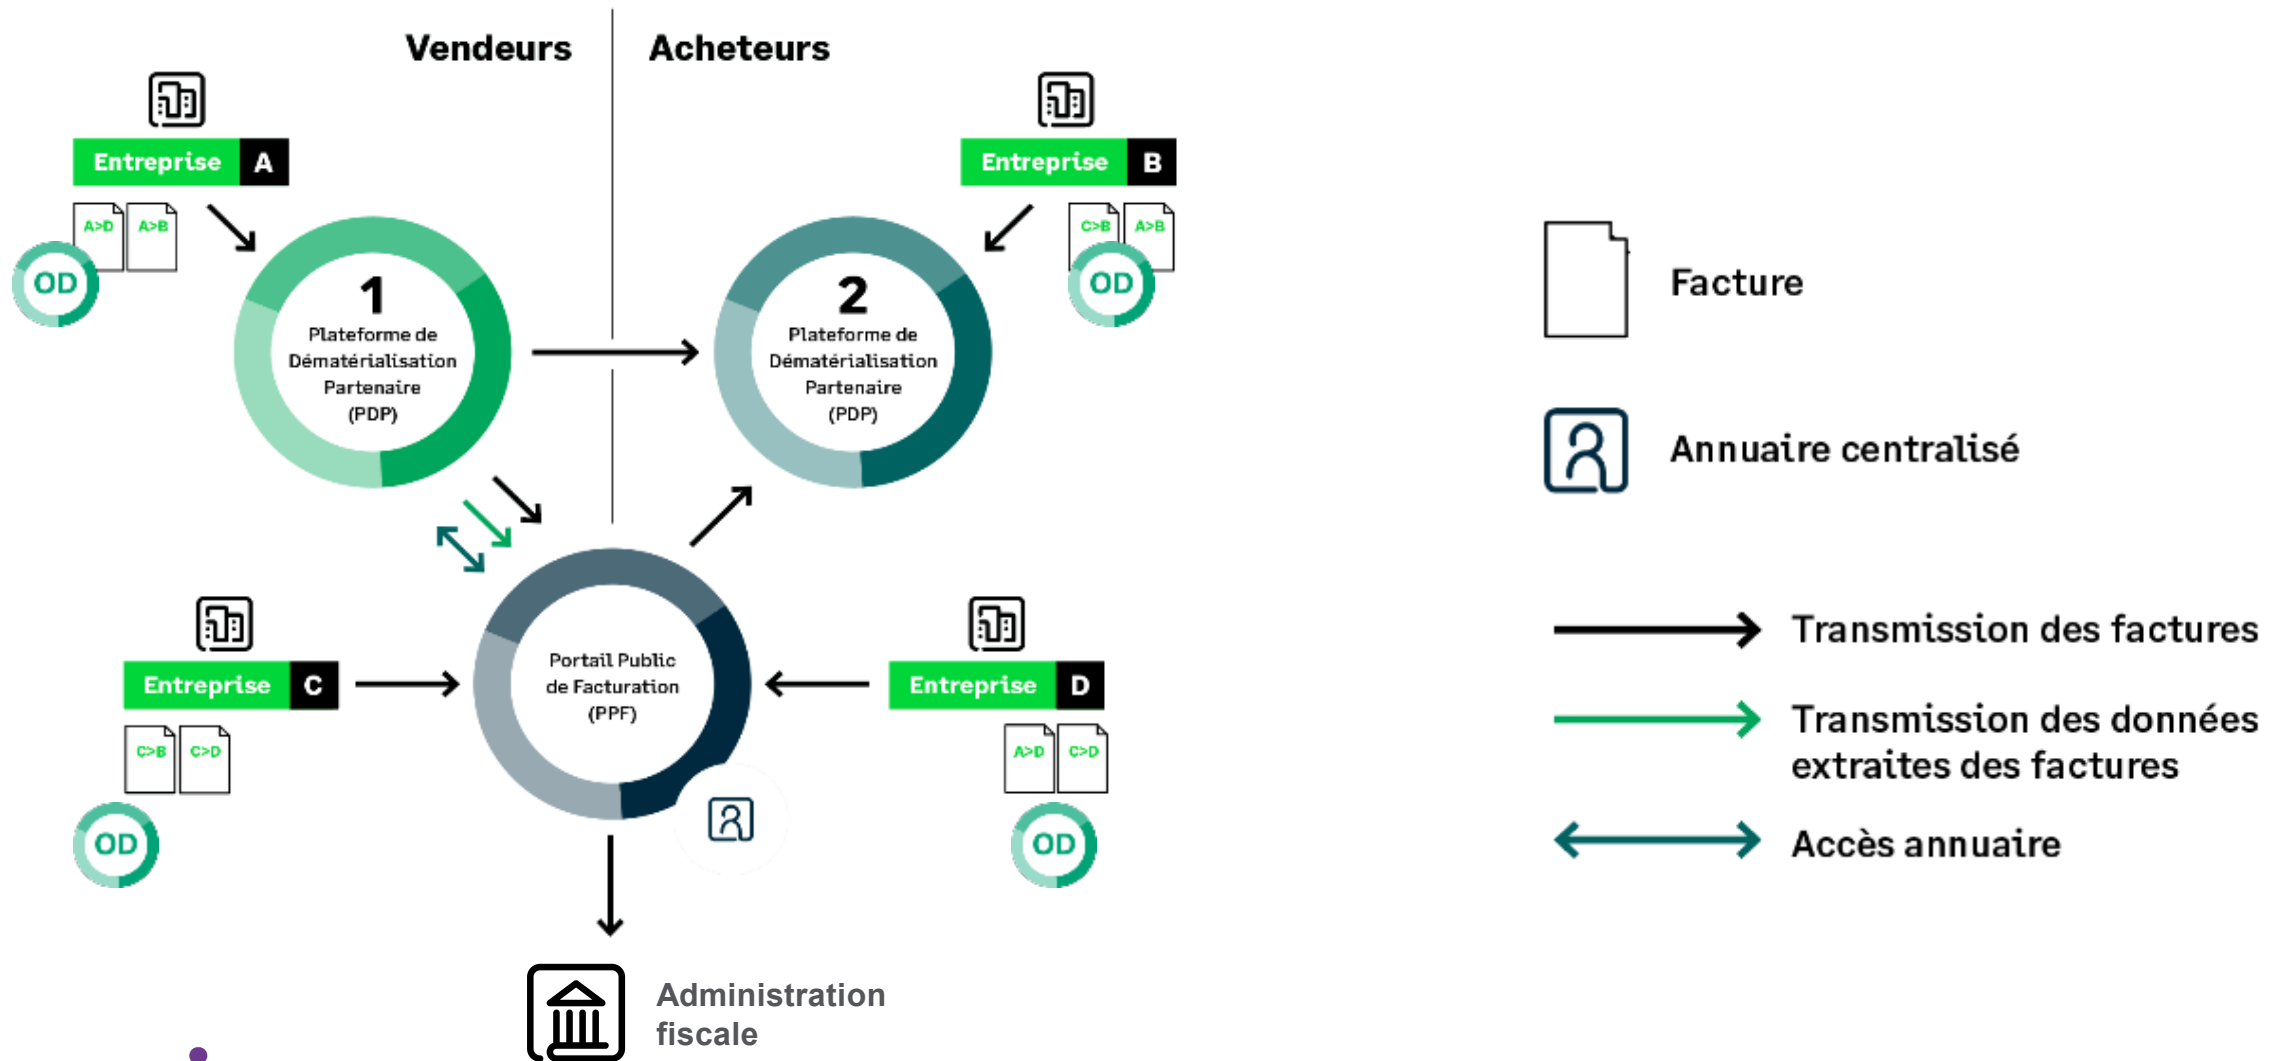 Vendeurs
Acheteurs
Entreprise A
A>D
A>B
OD
Entreprise B
C>B
A>B
OD
1
Plateforme de
Dématérialisation
Partenaire
(PDP)
2
Plateforme de
Dématérialisation
Partenaire
(PDP)
Entreprise C
C>B
C>D
OD
Portail Public
de Facturation
(PPF)
Entreprise D
A>D
C>D
OD
Administration
fiscale
Facture
Annuaire centralisé
Transmission des factures
Transmission des données
extraites des factures
Accès annuaire